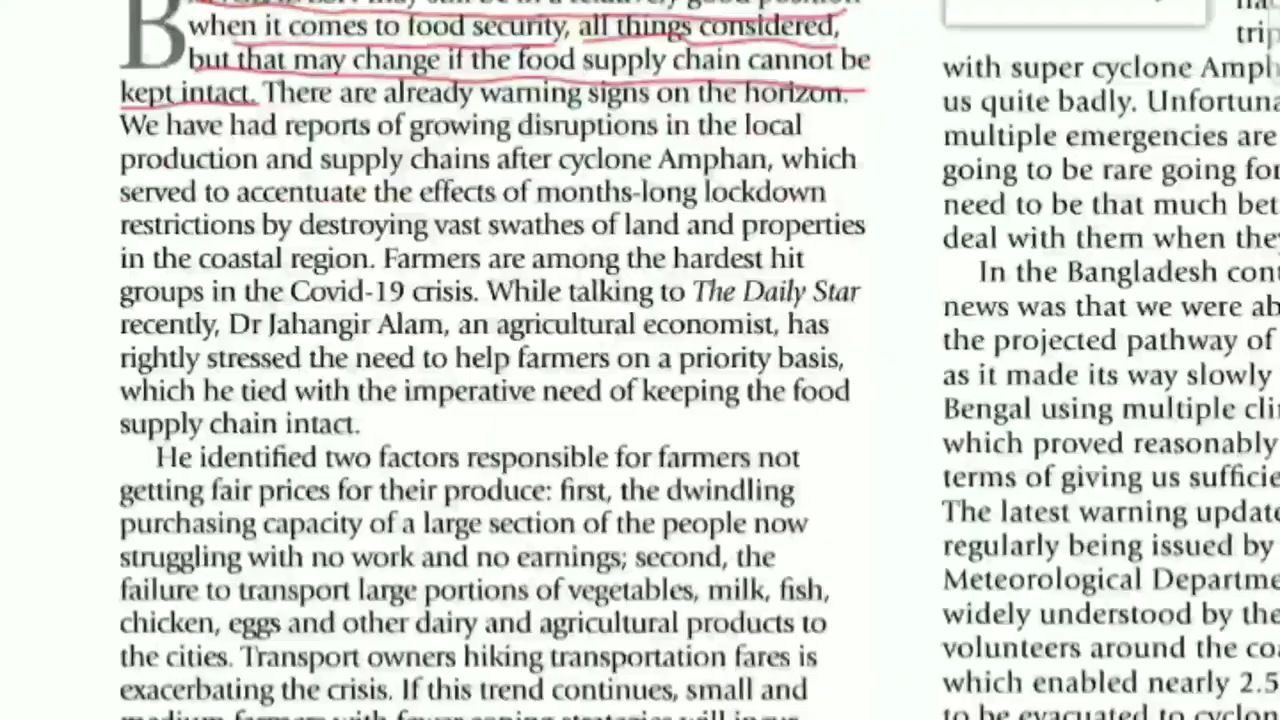 B
when it comes to food security, all things considered,
but that may change if the food supply chain cannot be
kept intact. There are already warning signs on the horizon.
We have had reports of growing disruptions in the local
production and supply chains after cyclone Amphan, which
served to accentuate the effects of months-long lockdown
restrictions by destroying vast swathes of land and properties
in the coastal region. Farmers are among the hardest hit
groups in the Covid-19 crisis. While talking to The Daily Star
recently, Dr Jahangir Alam, an agricultural economist, has
rightly stressed the need to help farmers on a priority basis,
which he tied with the imperative need of keeping the food
supply chain intact.
He identified two factors responsible for farmers not
getting fair prices for their produce: first, the dwindling
purchasing capacity of a large section of the people now
struggling with no work and no earnings; second, the
failure to transport large portions of vegetables, milk, fish,
chicken, eggs and other dairy and agricultural products to
the cities. Transport owners hiking transportation fares is
exacerbating the crisis. If this trend continues, small and
with super cyclone
us quite badly.
multiple emergencies are
going to be rare going
need to be that much
deal with them when
In the Bangladesh
news was that we were
the projected pathway of
as it made its way slowly
Bengal using multiple
which proved reasonably
terms of giving us
The latest warning
regularly being issued by
Meteorological
widely understood by
volunteers around the
which enabled nearly 2.5
to be evacuated to